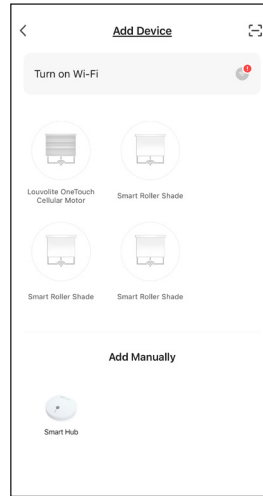 Add Device
Turn on Wi-Fi
Louvolite OneTouch
Cellular Motor
Smart Roller Shade
Smart Roller Shade
Smart Roller Shade
Add Manually
Smart Hub